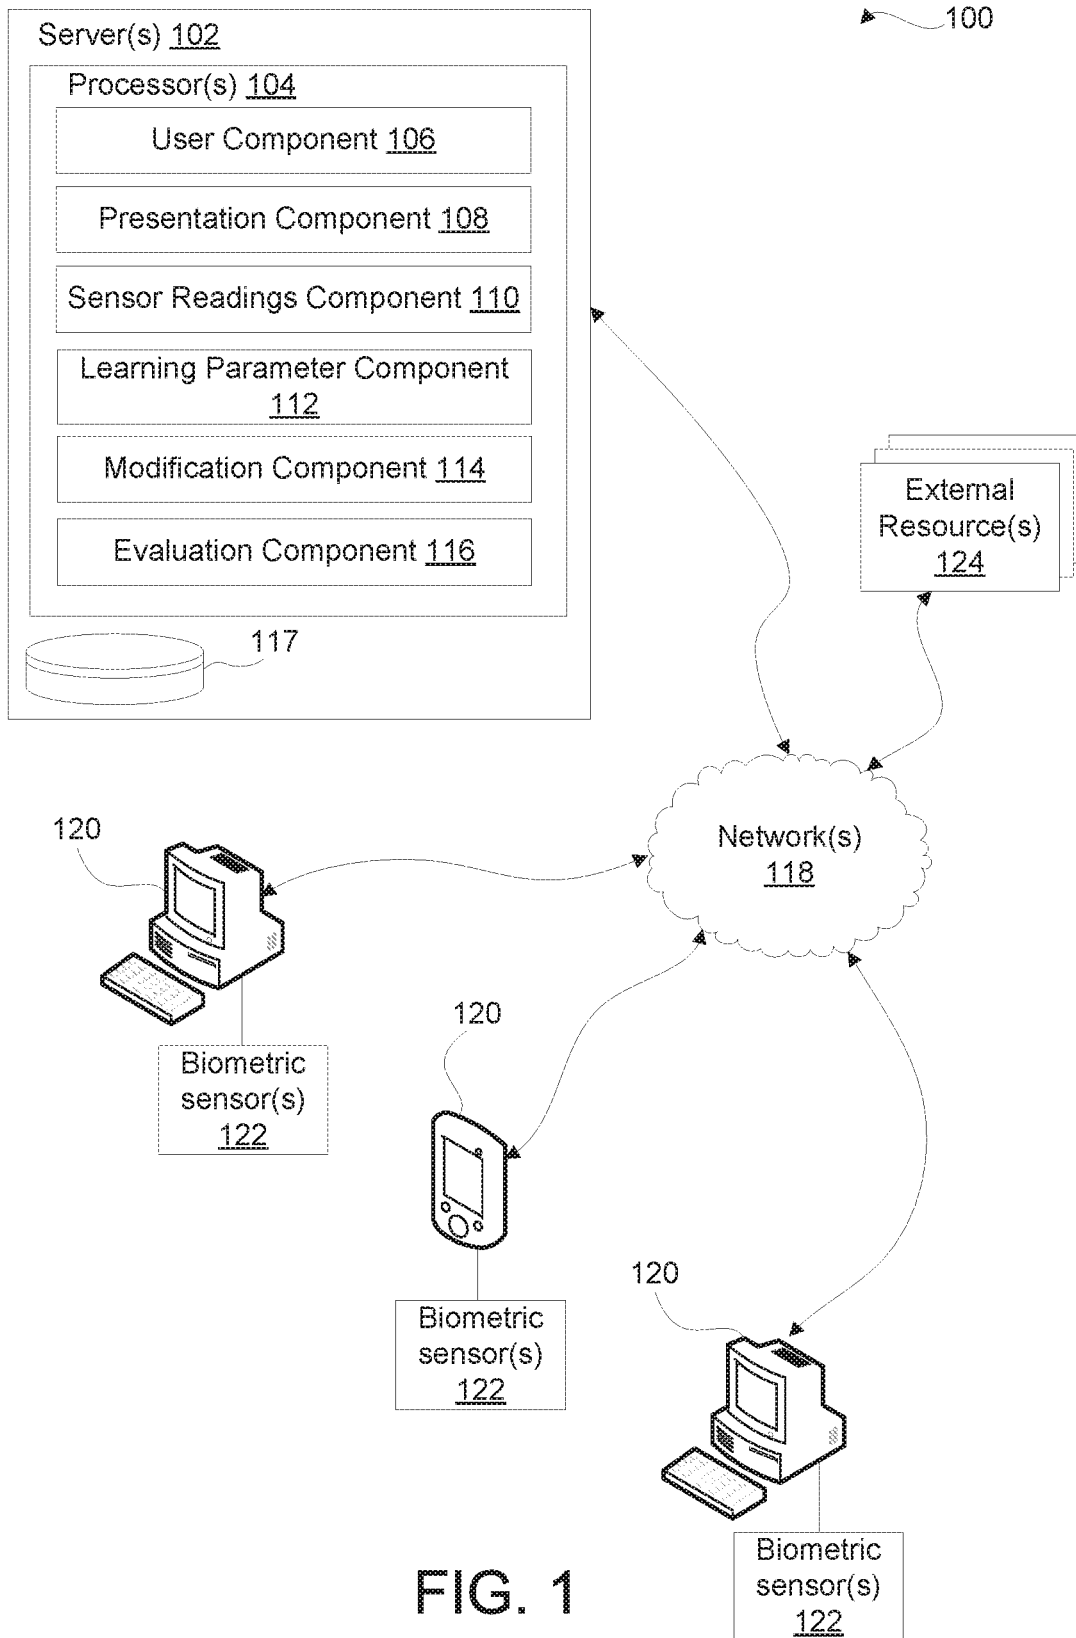 100
Server(s) 102
Processor(s) 104
User Component 106
Presentation Component 108
Sensor Readings Component 110
Learning Parameter Component
112
Modification Component 114
Evaluation Component 116
117
External
Resource(s)
124
Network(s)
118
120
Biometric
sensor(s)
122
120
Biometric
sensor(s)
122
120
Biometric
sensor(s)
122
FIG. 1